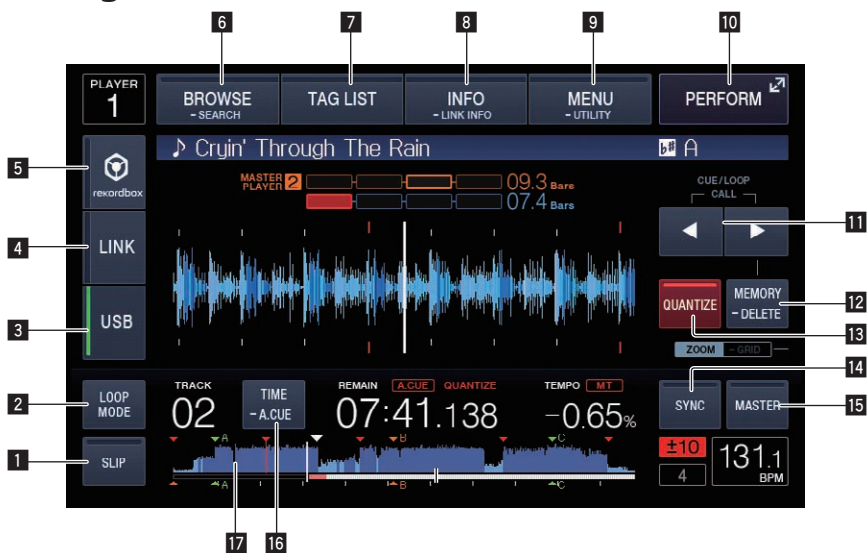 6 7 8 9 10
PLAYER
1
BROWSE
- SEARCH
TAG LIST
INFO
- LINK INFO
MENU
- UTILITY
PERFORM
♪ Cryin' Through The Rain
b# A
5
rekordbox
MASTER
PLAYER 2
09.3 Bars
07.4 Bars
CUE/LOOP
CALL
11
4
LINK
QUANTIZE
MEMORY
- DELETE
12
13
3
USB
ZOOM - GRID
14
2
LOOP
MODE
TRACK
02
TIME
- A.CUE
REMAIN A.CUE QUANTIZE
07:41.138
TEMPO MT
-0.65%
SYNC
MASTER
15
1
SLIP
A B C
A B C
±10
4
131.1
BPM
17 16